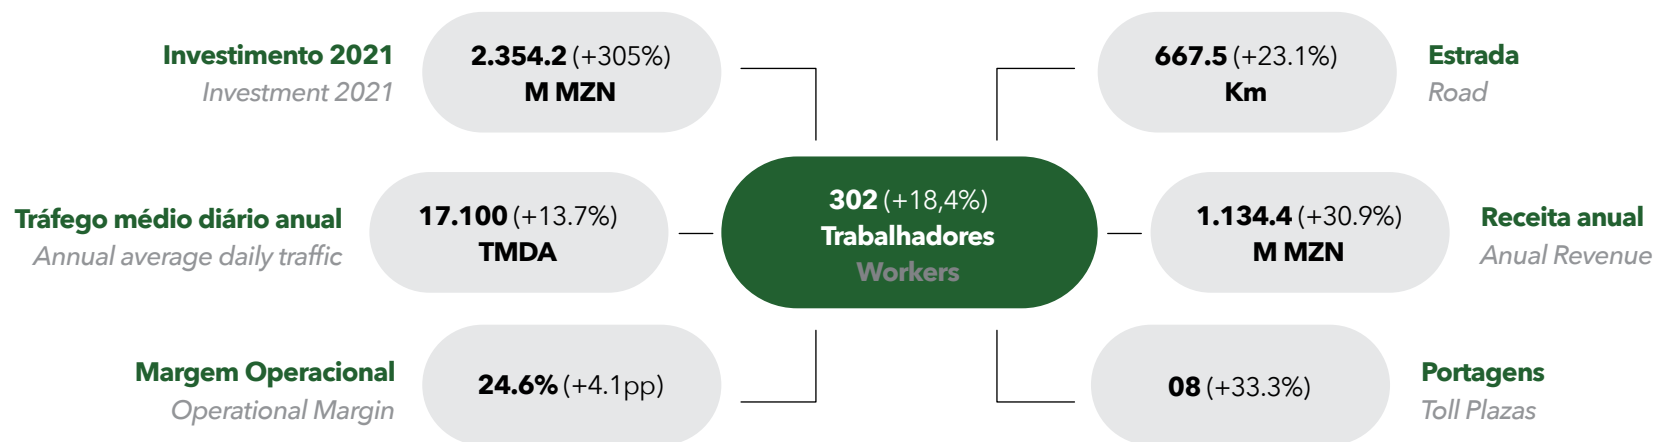 Investimento 2021
Investment 2021
2.354.2 (+305%)
M MZN
667.5 (+23.1%)
Km
Estrada
Road
Tráfego médio diário anual
Annual average daily traffic
17.100 (+13.7%)
TMDA
302 (+18,4%)
Trabalhadores
Workers
1.134.4 (+30.9%)
M MZN
Receita anual
Anual Revenue
Margem Operacional
Operational Margin
24.6% (+4.1pp)
08 (+33.3%)
Portagens
Toll Plazas